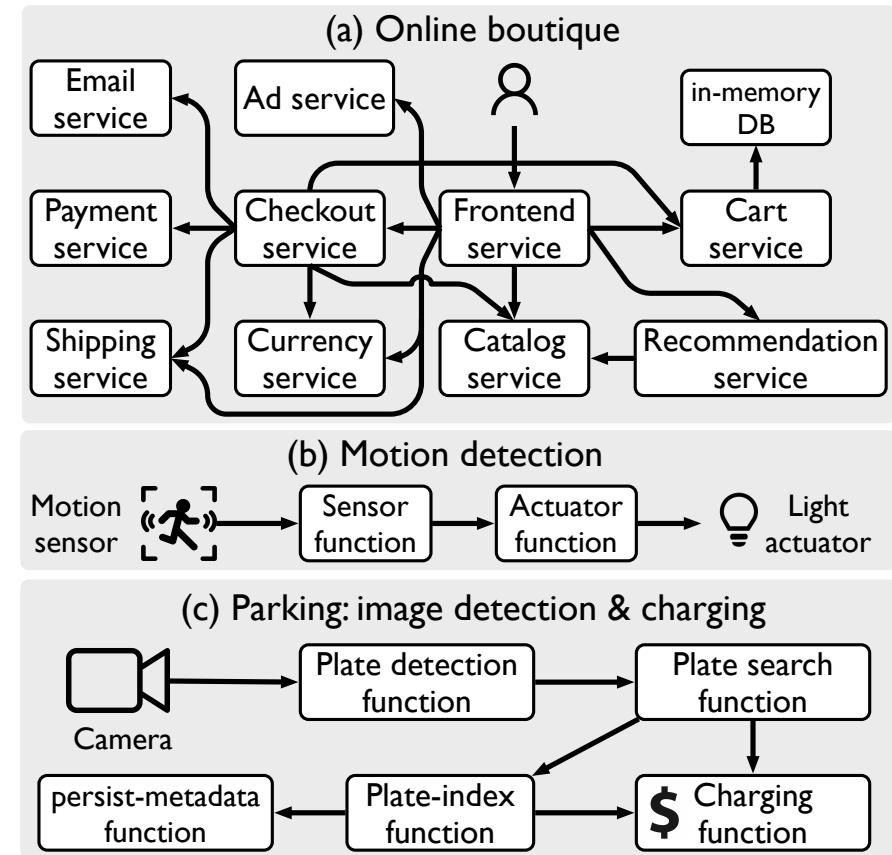 (a) Online boutique
Email
service
Ad service
in-memory
DB
Payment
service
Checkout
service
Frontend
service
Cart
service
Shipping
service
Currency
service
Catalog
service
Recommendation
service
(b) Motion detection
Motion
sensor
Sensor
function
Actuator
function
Light
actuator
(c) Parking: image detection & charging
Camera
Plate detection
function
Plate search
function
persist-metadata
function
Plate-index
function
$ Charging
function